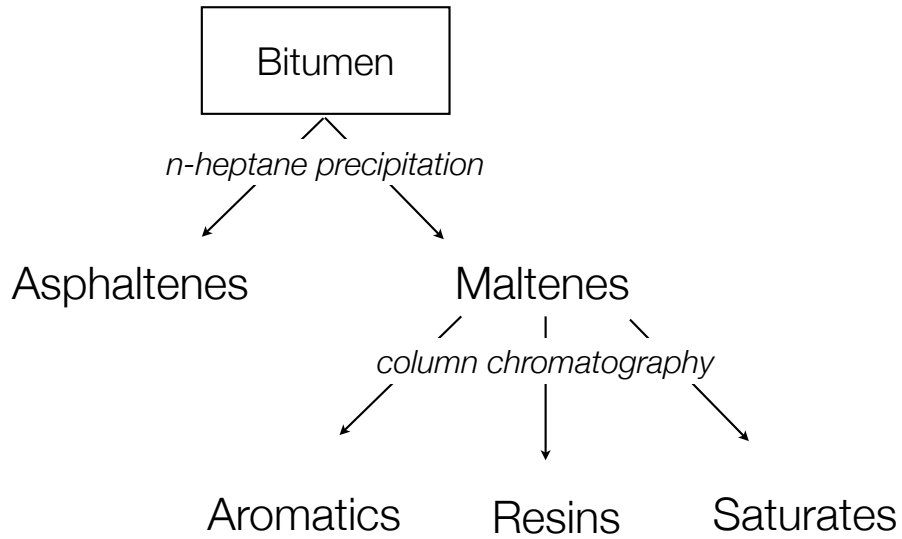 Bitumen
n-heptane precipitation
Asphaltenes
Maltenes
column chromatography
Aromatics
Resins
Saturates